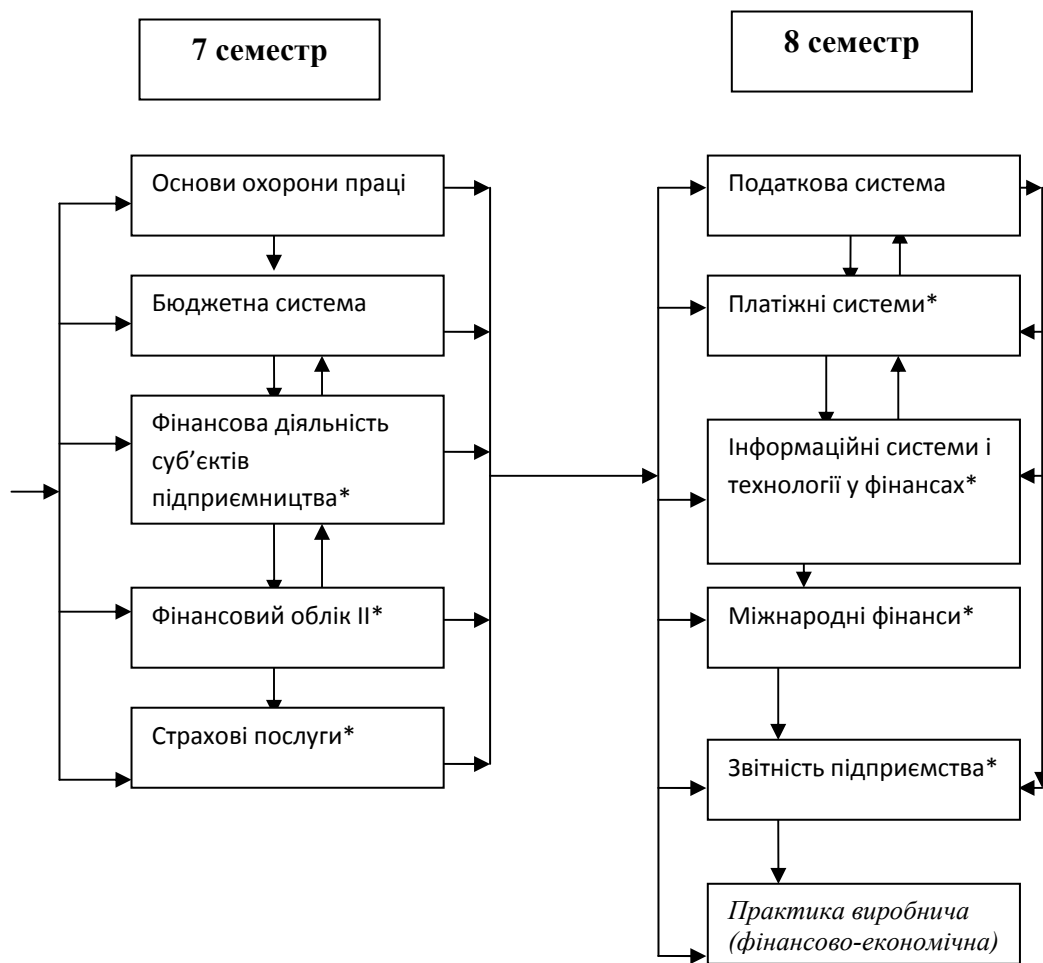 7 семестр
8 семестр
Основи охорони праці
Бюджетна система
Фінансова діяльність
суб’єктів
підприємництва*
Фінансовий облік ІІ*
Страхові послуги*
Податкова система
Платіжні системи*
Інформаційні системи і
технології у фінансах*
Міжнародні фінанси*
Звітність підприємства*
Практика виробнича
(фінансово-економічна)